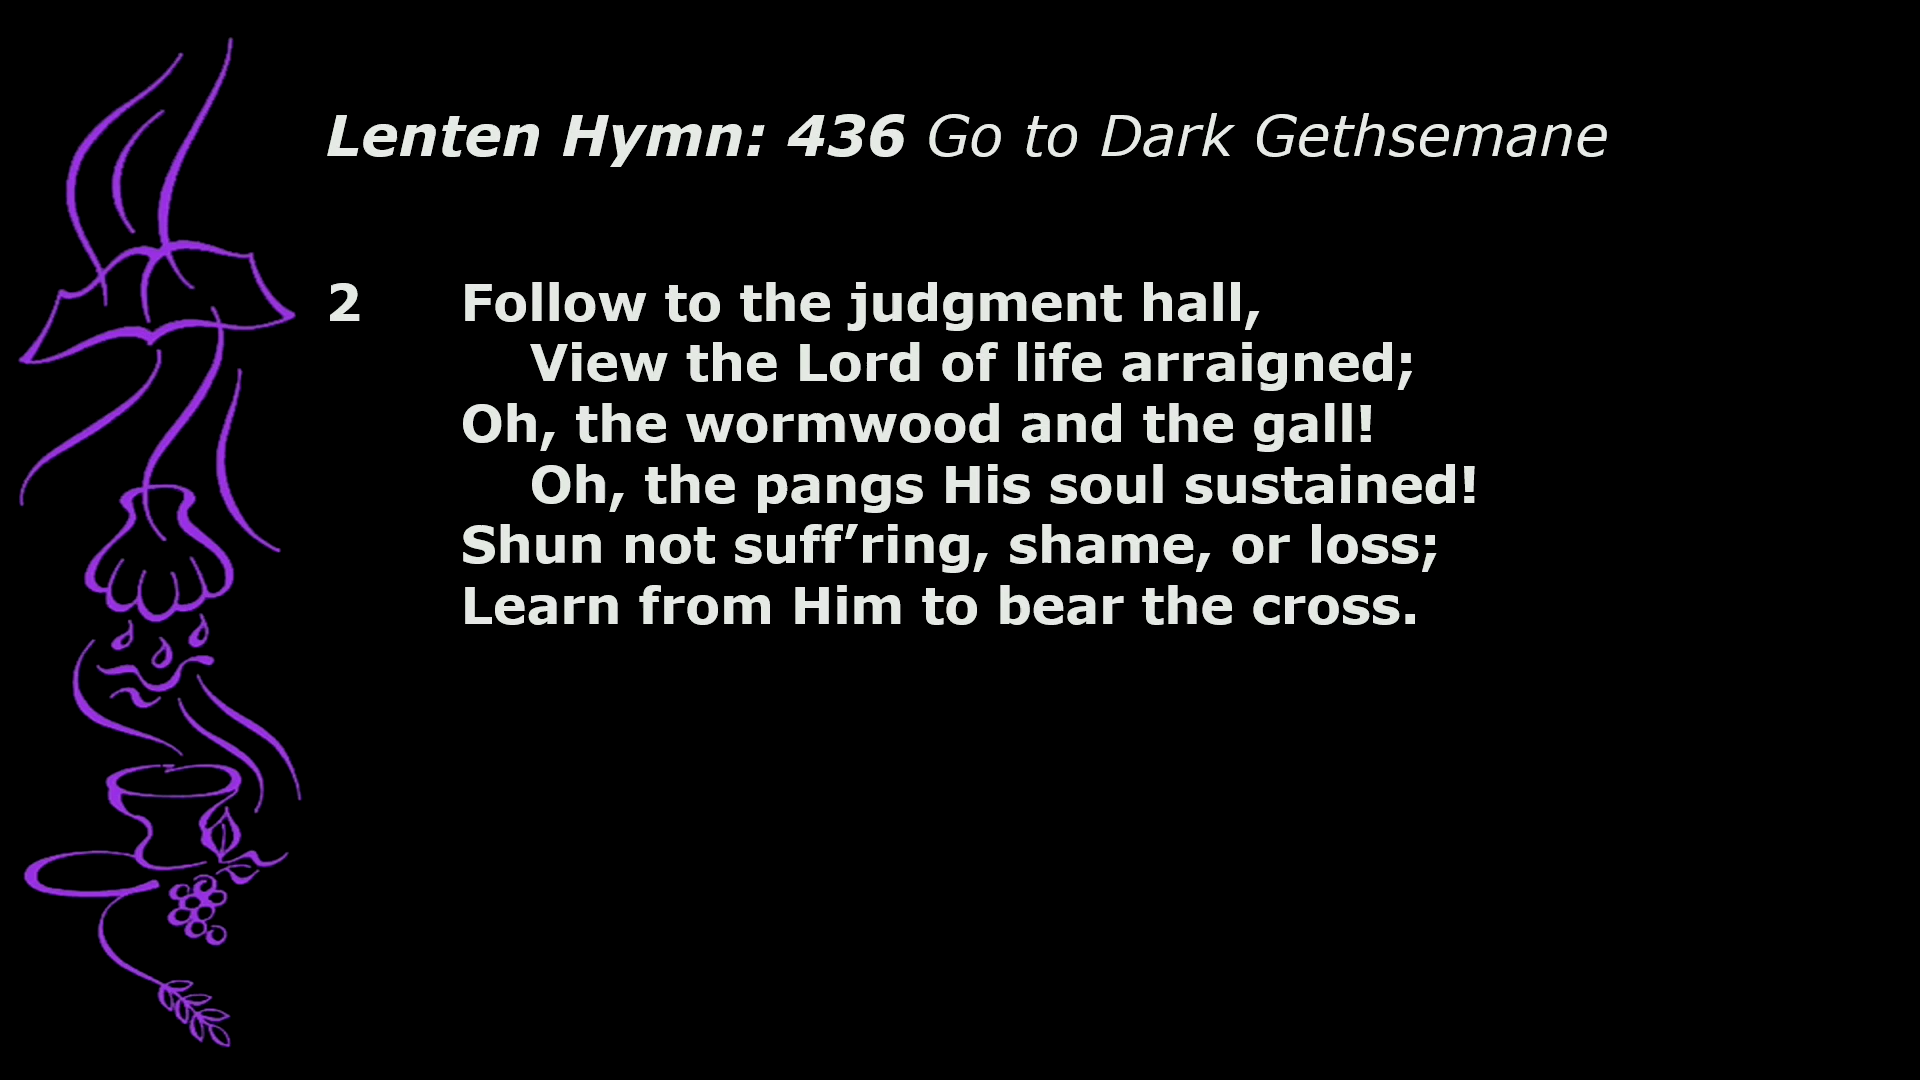 Lenten Hymn: 436 Go to Dark Gethsemane
2 Follow to the judgment hall,
View the Lord of life arraigned;
Oh, the wormwood and the gall!
Oh, the pangs His soul sustained!
Shun not suff’ring, shame, or loss;
Learn from Him to bear the cross.